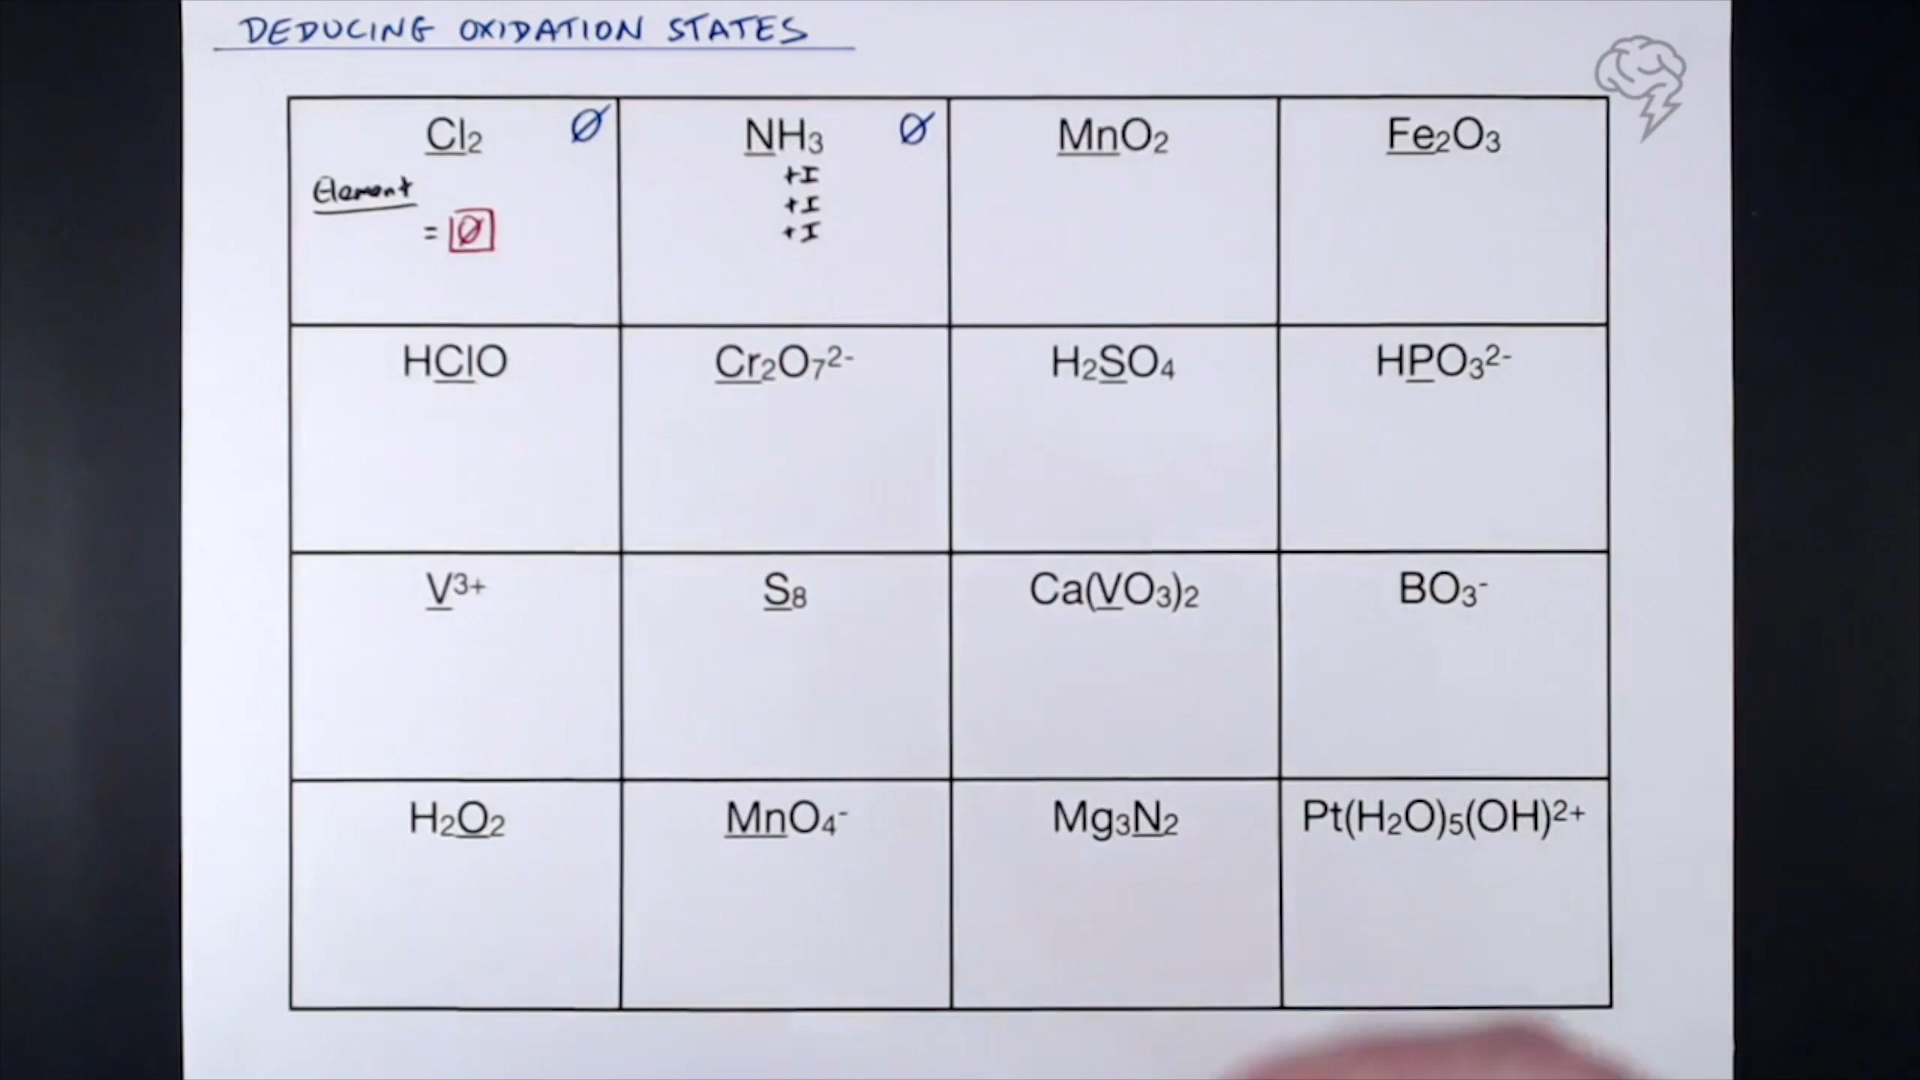 DEDUCING OXIDATION STATES
Cl2 Ø
Element
= Ø
NH3 Ø
+I
+I
+I
MnO2
Fe2O3
HClO
Cr2O72-
H2SO4
HPO32-
V3+
S8
Ca(VO3)2
BO3-
H2O2
MnO4-
Mg3N2
Pt(H2O)5(OH)2+